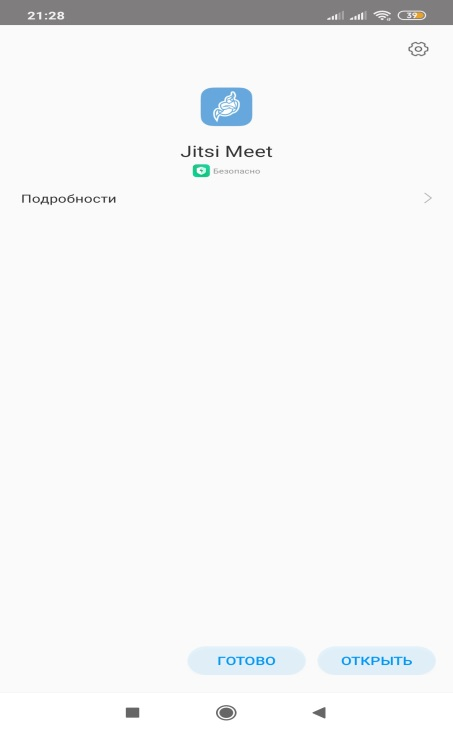 21:28
39
Jitsi Meet
Безопасно
Подробности
ГОТОВО
ОТКРЫТЬ